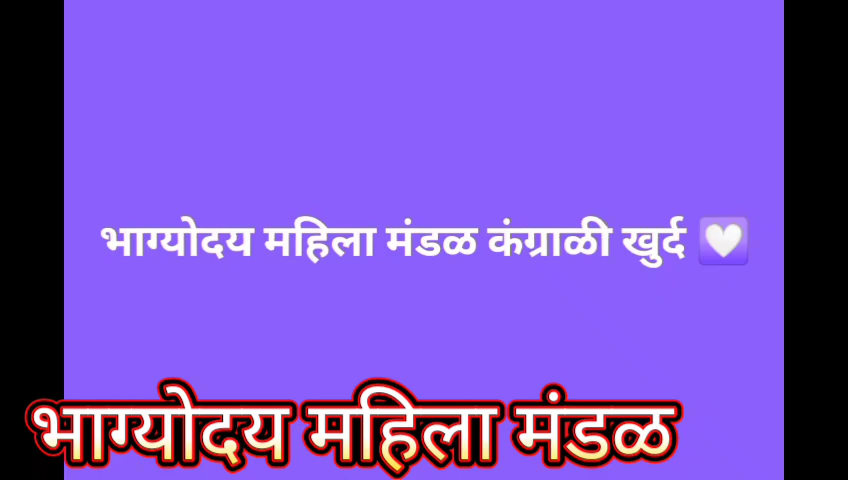 भाग्योदय महिला मंडळ कंग्राळी खुर्द 💟
भाग्योदय महिला मंडळ